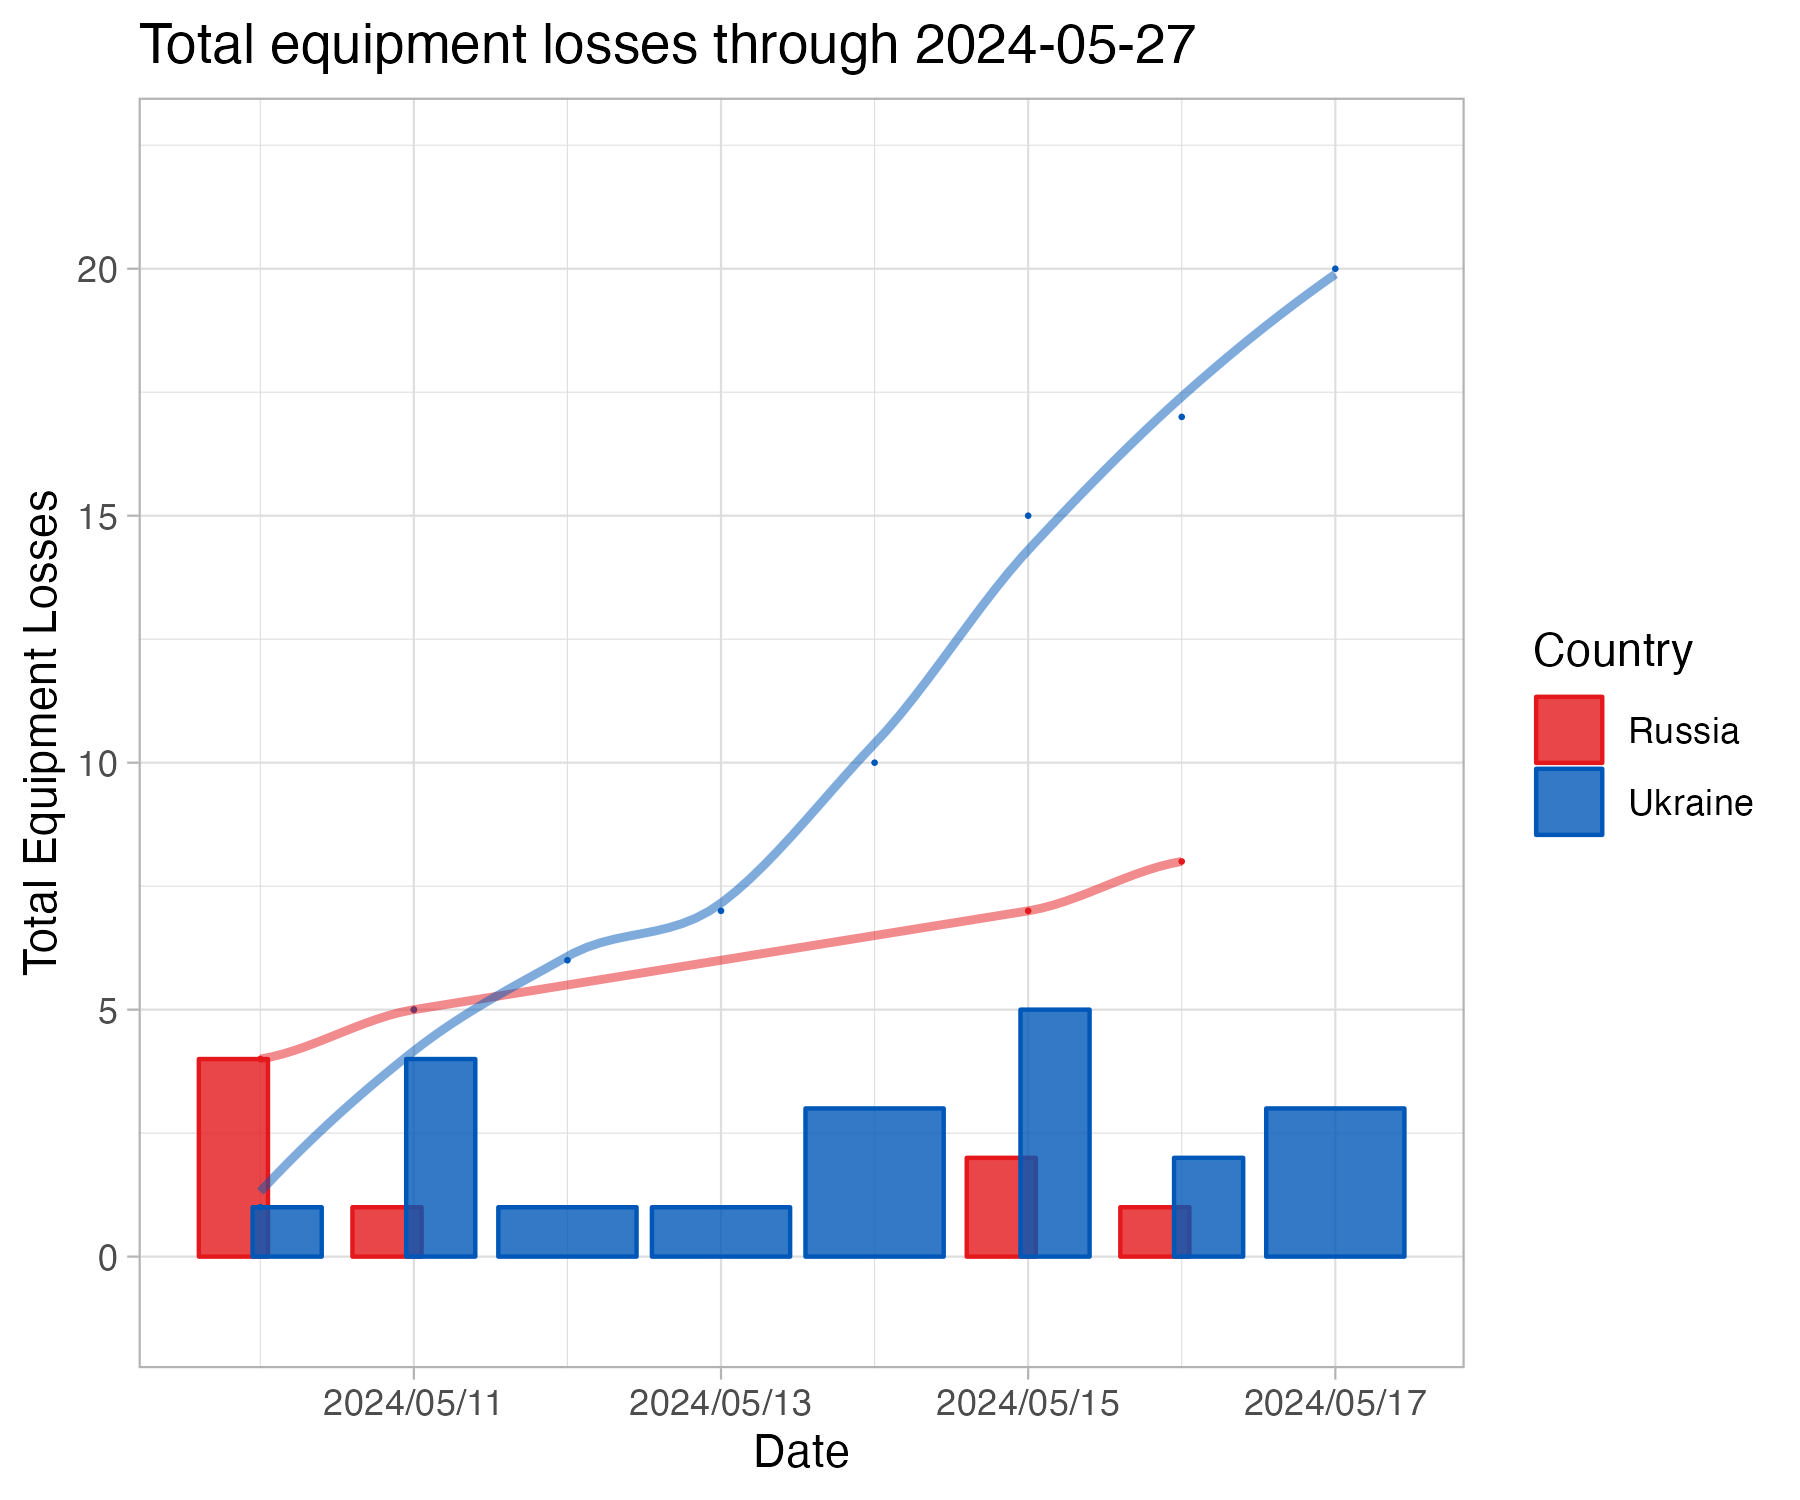 Total equipment losses through 2024-05-27
Total Equipment Losses
20
15
10
5
0
2024/05/11
2024/05/13
2024/05/15
2024/05/17
Date
Country
Russia
Ukraine